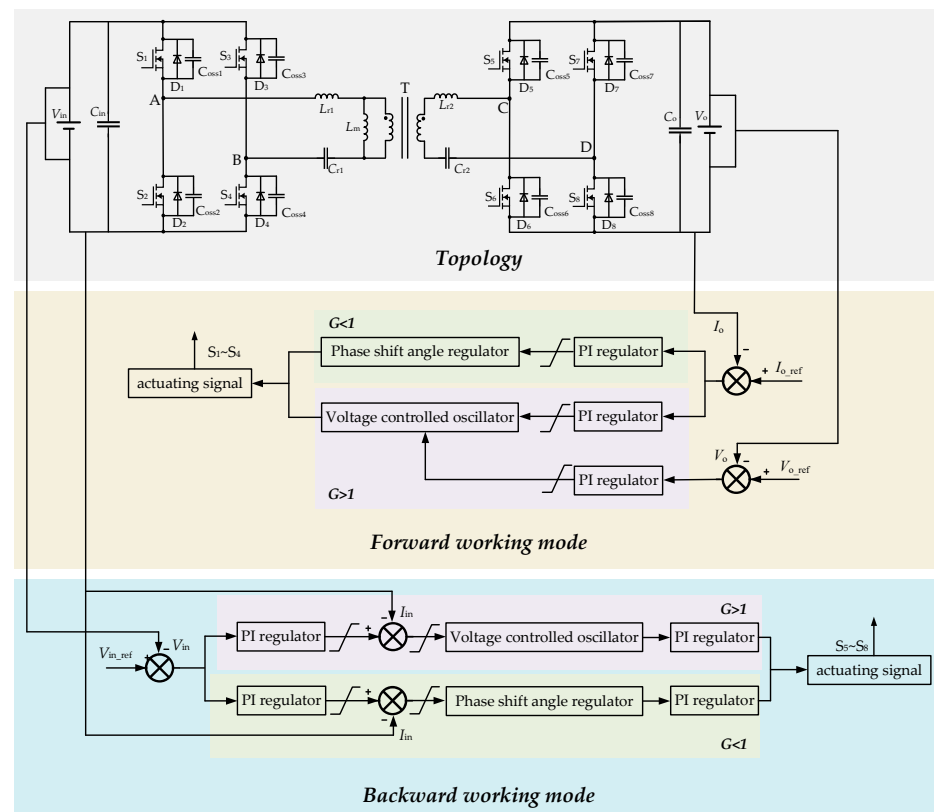 S1 D1 Coss1
S3 D3 Coss3
S5 D5 Coss5
S7 D7 Coss7
Vin
Cin
A
Lr1
Lm
T
Lr2
C
Co
Vo
B
Cr1
Cr2
D
S2 D2 Coss2
S4 D4 Coss4
S6 D6 Coss6
S8 D8 Coss8
Topology
G<1
Io
-
S1~S4
Phase shift angle regulator
PI regulator
+
Io_ref
actuating signal
Voltage controlled oscillator
PI regulator
Vo
-
+
Vo_ref
PI regulator
G>1
Forward working mode
G>1
Iin
-
+
PI regulator
Voltage controlled oscillator
PI regulator
S5~S8
Vin_ref
+
-
Vin
actuating signal
PI regulator
+
-
Phase shift angle regulator
PI regulator
Iin
G<1
Backward working mode